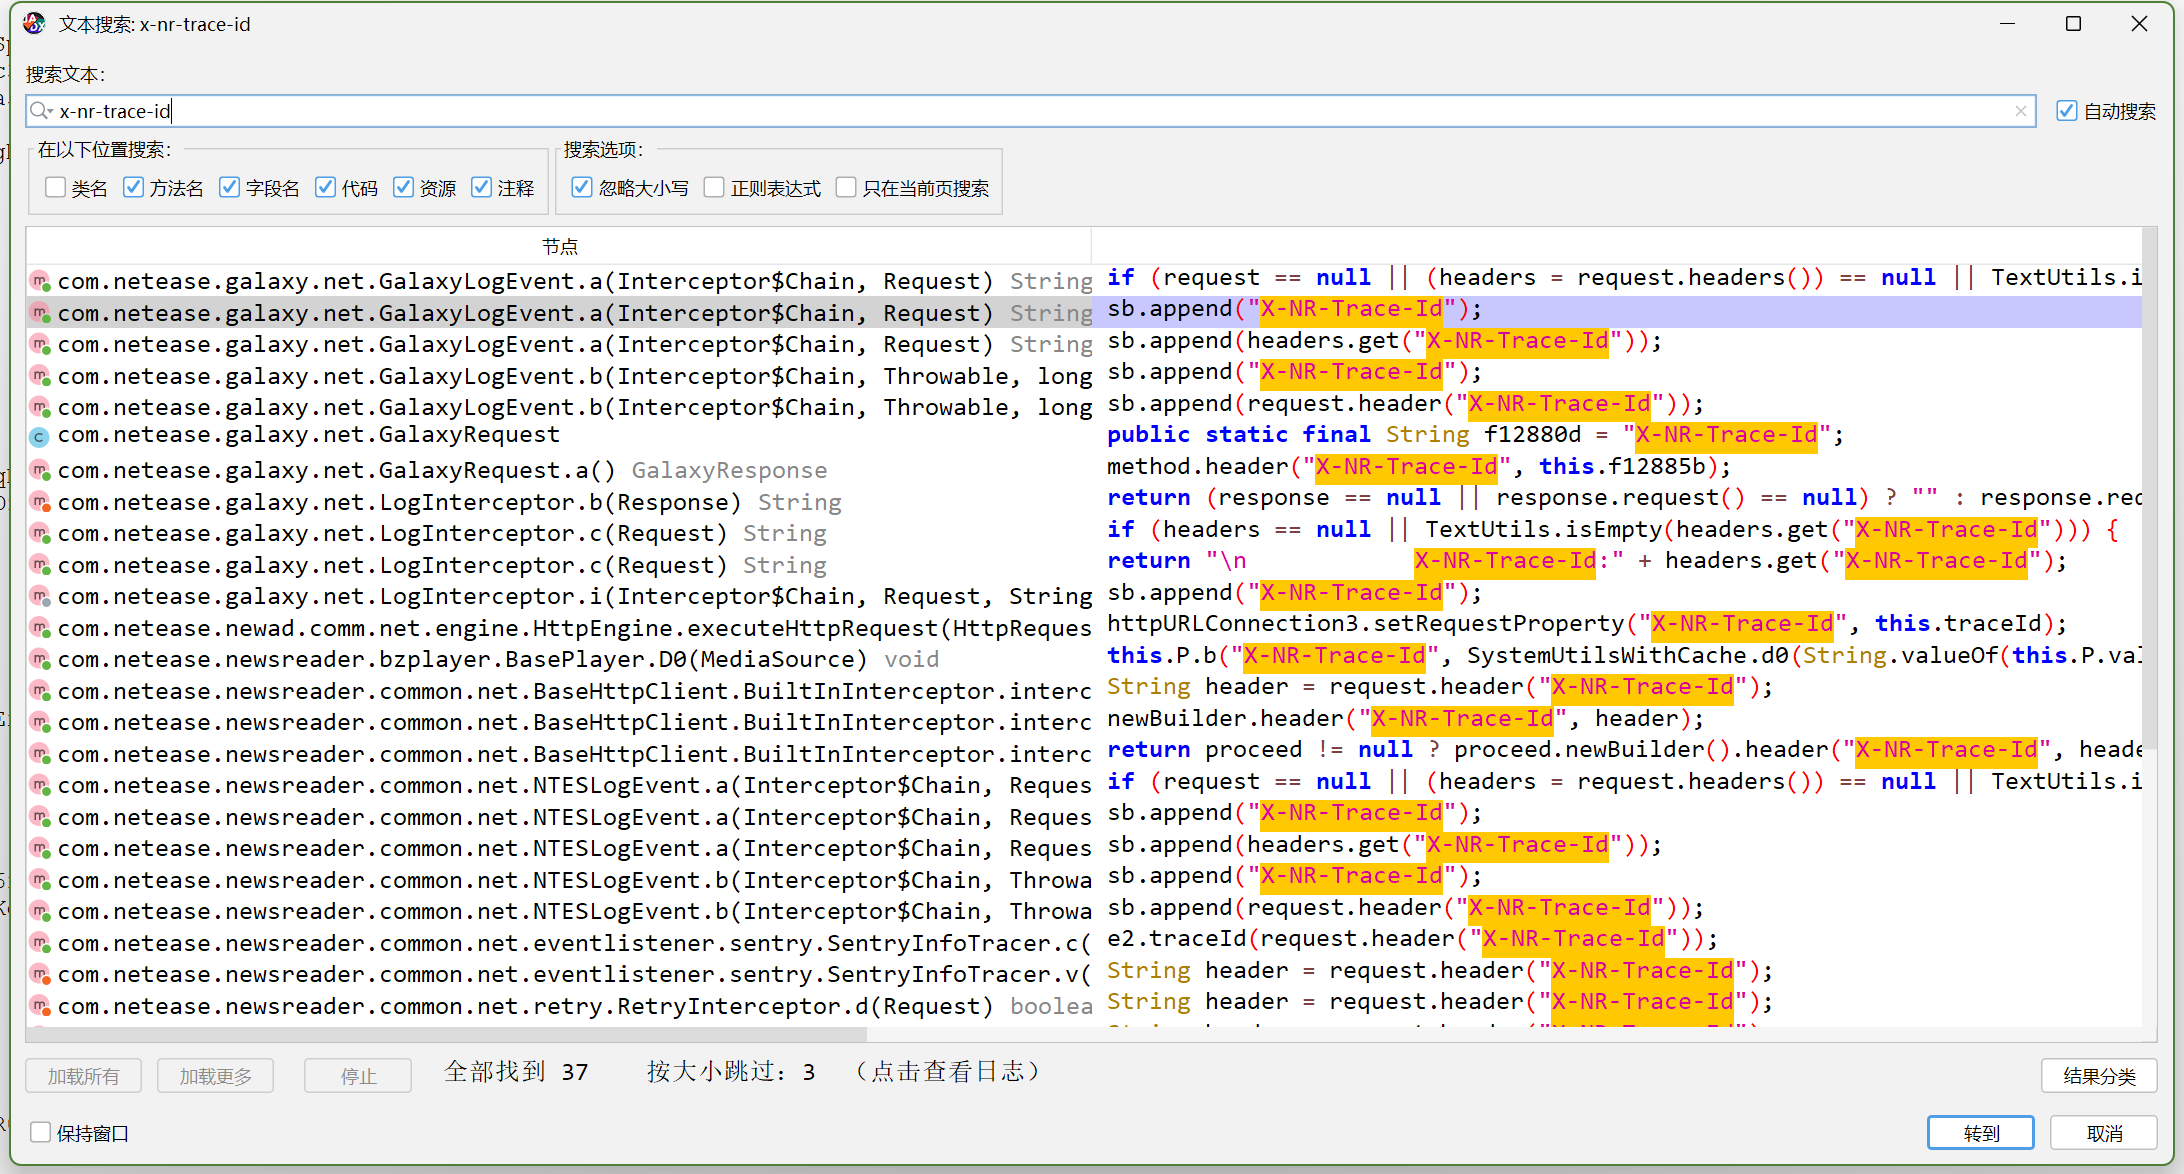 文本搜索: x-nr-trace-id
搜索文本:
x-nr-trace-id
自动搜索
在以下位置搜索:
类名 方法名 字段名 代码 资源 注释
搜索选项:
忽略大小写 正则表达式 只在当前页搜索
节点
com.netease.galaxy.net.GalaxyLogEvent.a(Interceptor$Chain, Request) String if (request == null || (headers = request.headers()) == null || TextUtils.i
com.netease.galaxy.net.GalaxyLogEvent.a(Interceptor$Chain, Request) String sb.append("X-NR-Trace-Id");
com.netease.galaxy.net.GalaxyLogEvent.a(Interceptor$Chain, Request) String sb.append(headers.get("X-NR-Trace-Id"));
com.netease.galaxy.net.GalaxyLogEvent.b(Interceptor$Chain, Throwable, long sb.append("X-NR-Trace-Id");
com.netease.galaxy.net.GalaxyLogEvent.b(Interceptor$Chain, Throwable, long sb.append(request.header("X-NR-Trace-Id"));
com.netease.galaxy.net.GalaxyRequest public static final String f12880d = "X-NR-Trace-Id";
com.netease.galaxy.net.GalaxyRequest.a() GalaxyResponse method.header("X-NR-Trace-Id", this.f12885b);
com.netease.galaxy.net.LogInterceptor.b(Response) String return (response == null || response.request() == null) ? "" : response.req
com.netease.galaxy.net.LogInterceptor.c(Request) String if (headers == null || TextUtils.isEmpty(headers.get("X-NR-Trace-Id"))) {
com.netease.galaxy.net.LogInterceptor.c(Request) String return "\n X-NR-Trace-Id:" + headers.get("X-NR-Trace-Id");
com.netease.galaxy.net.LogInterceptor.i(Interceptor$Chain, Request, String sb.append("X-NR-Trace-Id");
com.netease.newad.comm.net.engine.HttpEngine.executeHttpRequest(HttpReques httpURLConnection3.setRequestProperty("X-NR-Trace-Id", this.traceId);
com.netease.newsreader.bzplayer.BasePlayer.D0(MediaSource) void this.P.b("X-NR-Trace-Id", SystemUtilsWithCache.d0(String.valueOf(this.P.val
com.netease.newsreader.common.net.BaseHttpClient.BuiltInInterceptor.interc String header = request.header("X-NR-Trace-Id");
com.netease.newsreader.common.net.BaseHttpClient.BuiltInInterceptor.interc newBuilder.header("X-NR-Trace-Id", header);
com.netease.newsreader.common.net.BaseHttpClient.BuiltInInterceptor.interc return proceed != null ? proceed.newBuilder().header("X-NR-Trace-Id", heade
com.netease.newsreader.common.net.NTESLogEvent.a(Interceptor$Chain, Reques if (request == null || (headers = request.headers()) == null || TextUtils.i
com.netease.newsreader.common.net.NTESLogEvent.a(Interceptor$Chain, Reques sb.append("X-NR-Trace-Id");
com.netease.newsreader.common.net.NTESLogEvent.a(Interceptor$Chain, Reques sb.append(headers.get("X-NR-Trace-Id"));
com.netease.newsreader.common.net.NTESLogEvent.b(Interceptor$Chain, Throwa sb.append("X-NR-Trace-Id");
com.netease.newsreader.common.net.NTESLogEvent.b(Interceptor$Chain, Throwa sb.append(request.header("X-NR-Trace-Id"));
com.netease.newsreader.common.net.eventlistener.sentry.SentryInfoTracer.c( e2.traceId(request.header("X-NR-Trace-Id"));
com.netease.newsreader.common.net.eventlistener.sentry.SentryInfoTracer.v( String header = request.header("X-NR-Trace-Id");
com.netease.newsreader.common.net.retry.RetryInterceptor.d(Request) boolea String header = request.header("X-NR-Trace-Id");
加载所有 加载更多 停止 全部找到 37 按大小跳过: 3 (点击查看日志) 结果分类
保持窗口 转到 取消